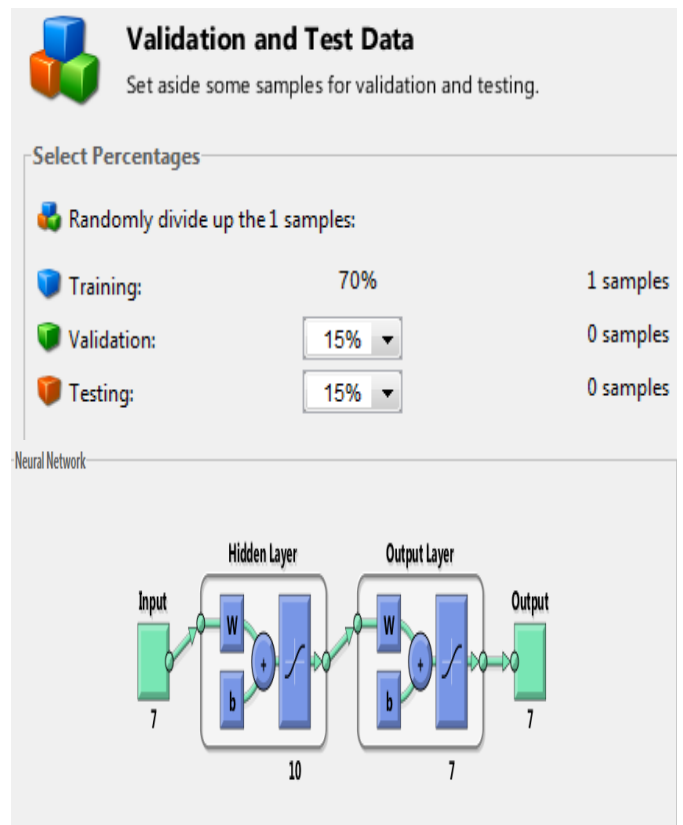 Validation and Test Data
Set aside some samples for validation and testing.
Select Percentages
Randomly divide up the 1 samples:
Training: 70% 1 samples
Validation: 15% 0 samples
Testing: 15% 0 samples
Neural Network
Hidden Layer Output Layer
Input Output
W W
+ +
b b
7 7
10 7